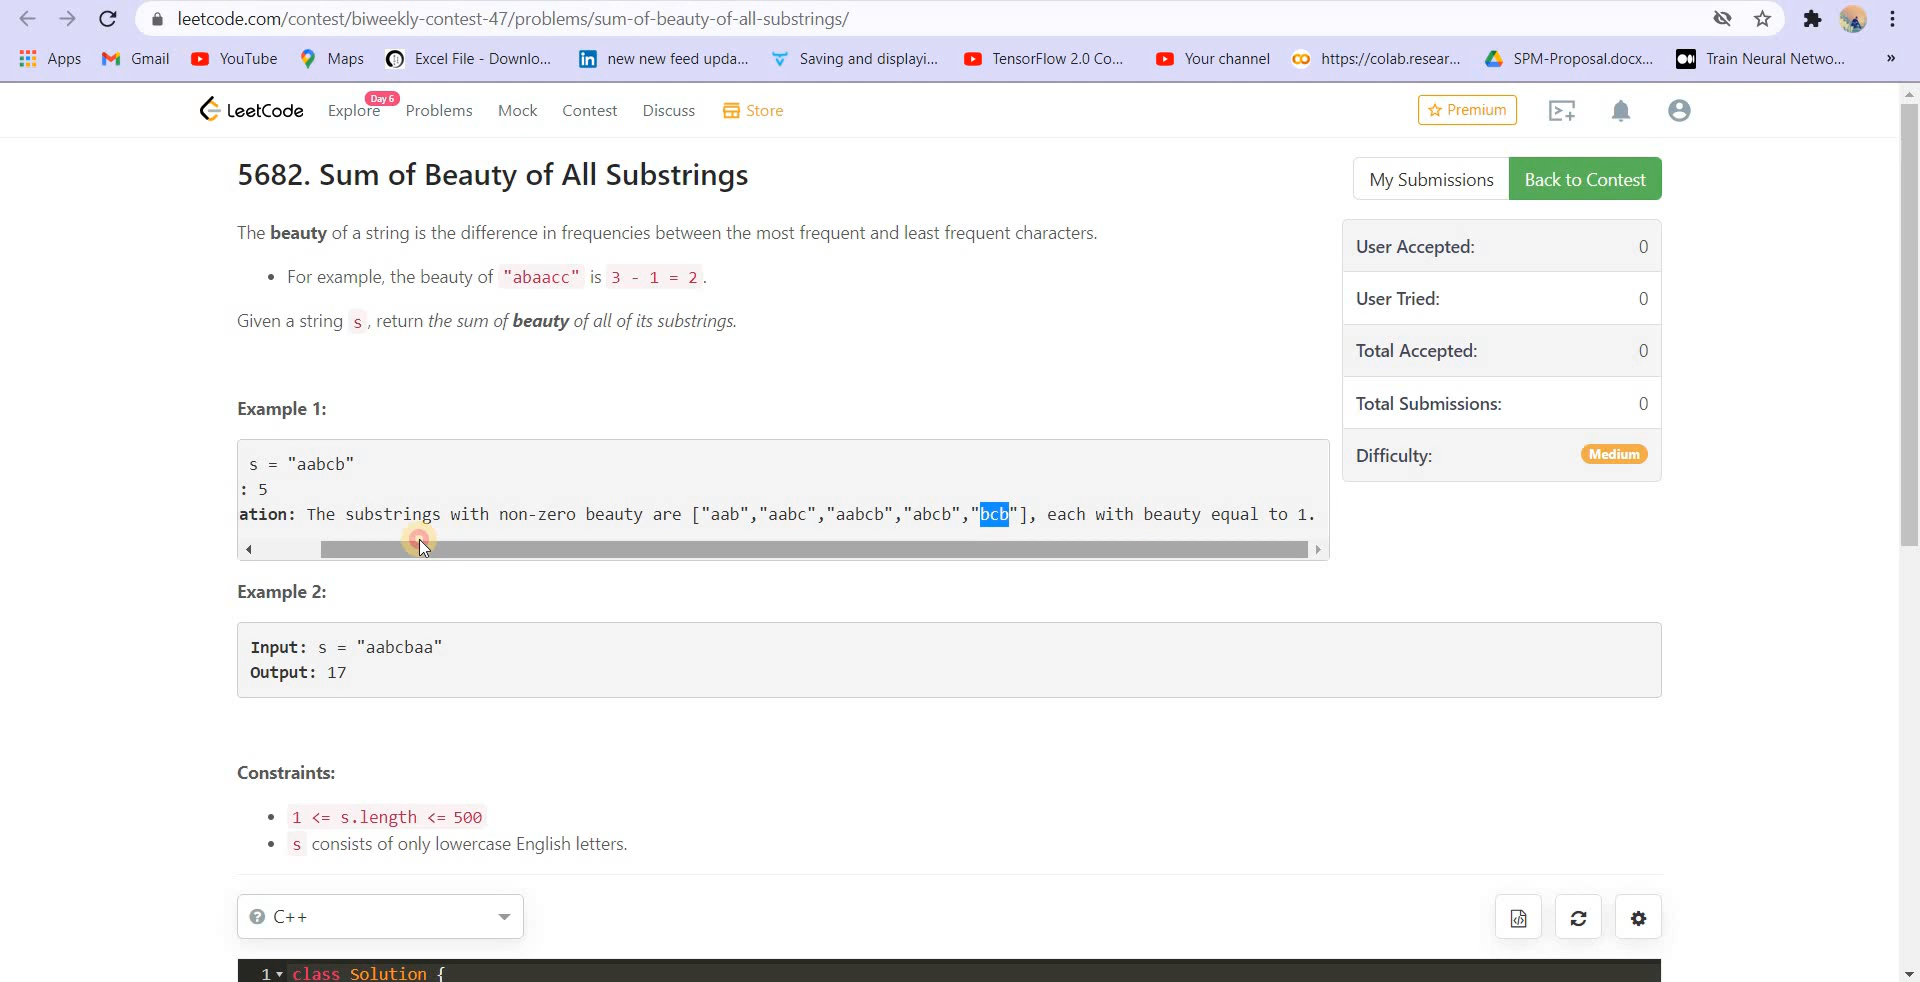 leetcode.com/contest/biweekly-contest-47/problems/sum-of-beauty-of-all-substrings/
Apps Gmail YouTube Maps Excel File - Downlo... in new new feed upda... Saving and displayi... TensorFlow 2.0 Co... Your channel https://colab.resear... SPM-Proposal.docx... Train Neural Netwo... »
LeetCode Explore Day 6 Problems Mock Contest Discuss Store Premium
5682. Sum of Beauty of All Substrings
My Submissions Back to Contest
The beauty of a string is the difference in frequencies between the most frequent and least frequent characters.
• For example, the beauty of "abaacc" is 3 - 1 = 2.
Given a string s, return the sum of beauty of all of its substrings.
User Accepted: 0
User Tried: 0
Total Accepted: 0
Total Submissions: 0
Difficulty: Medium
Example 1:
s = "aabcb"
: 5
ation: The substrings with non-zero beauty are ["aab","aabc","aabcb","abcb","bcb"], each with beauty equal to 1.
Example 2:
Input: s = "aabcbaa"
Output: 17
Constraints:
• 1 <= s.length <= 500
• s consists of only lowercase English letters.
? C++
1 class Solution {